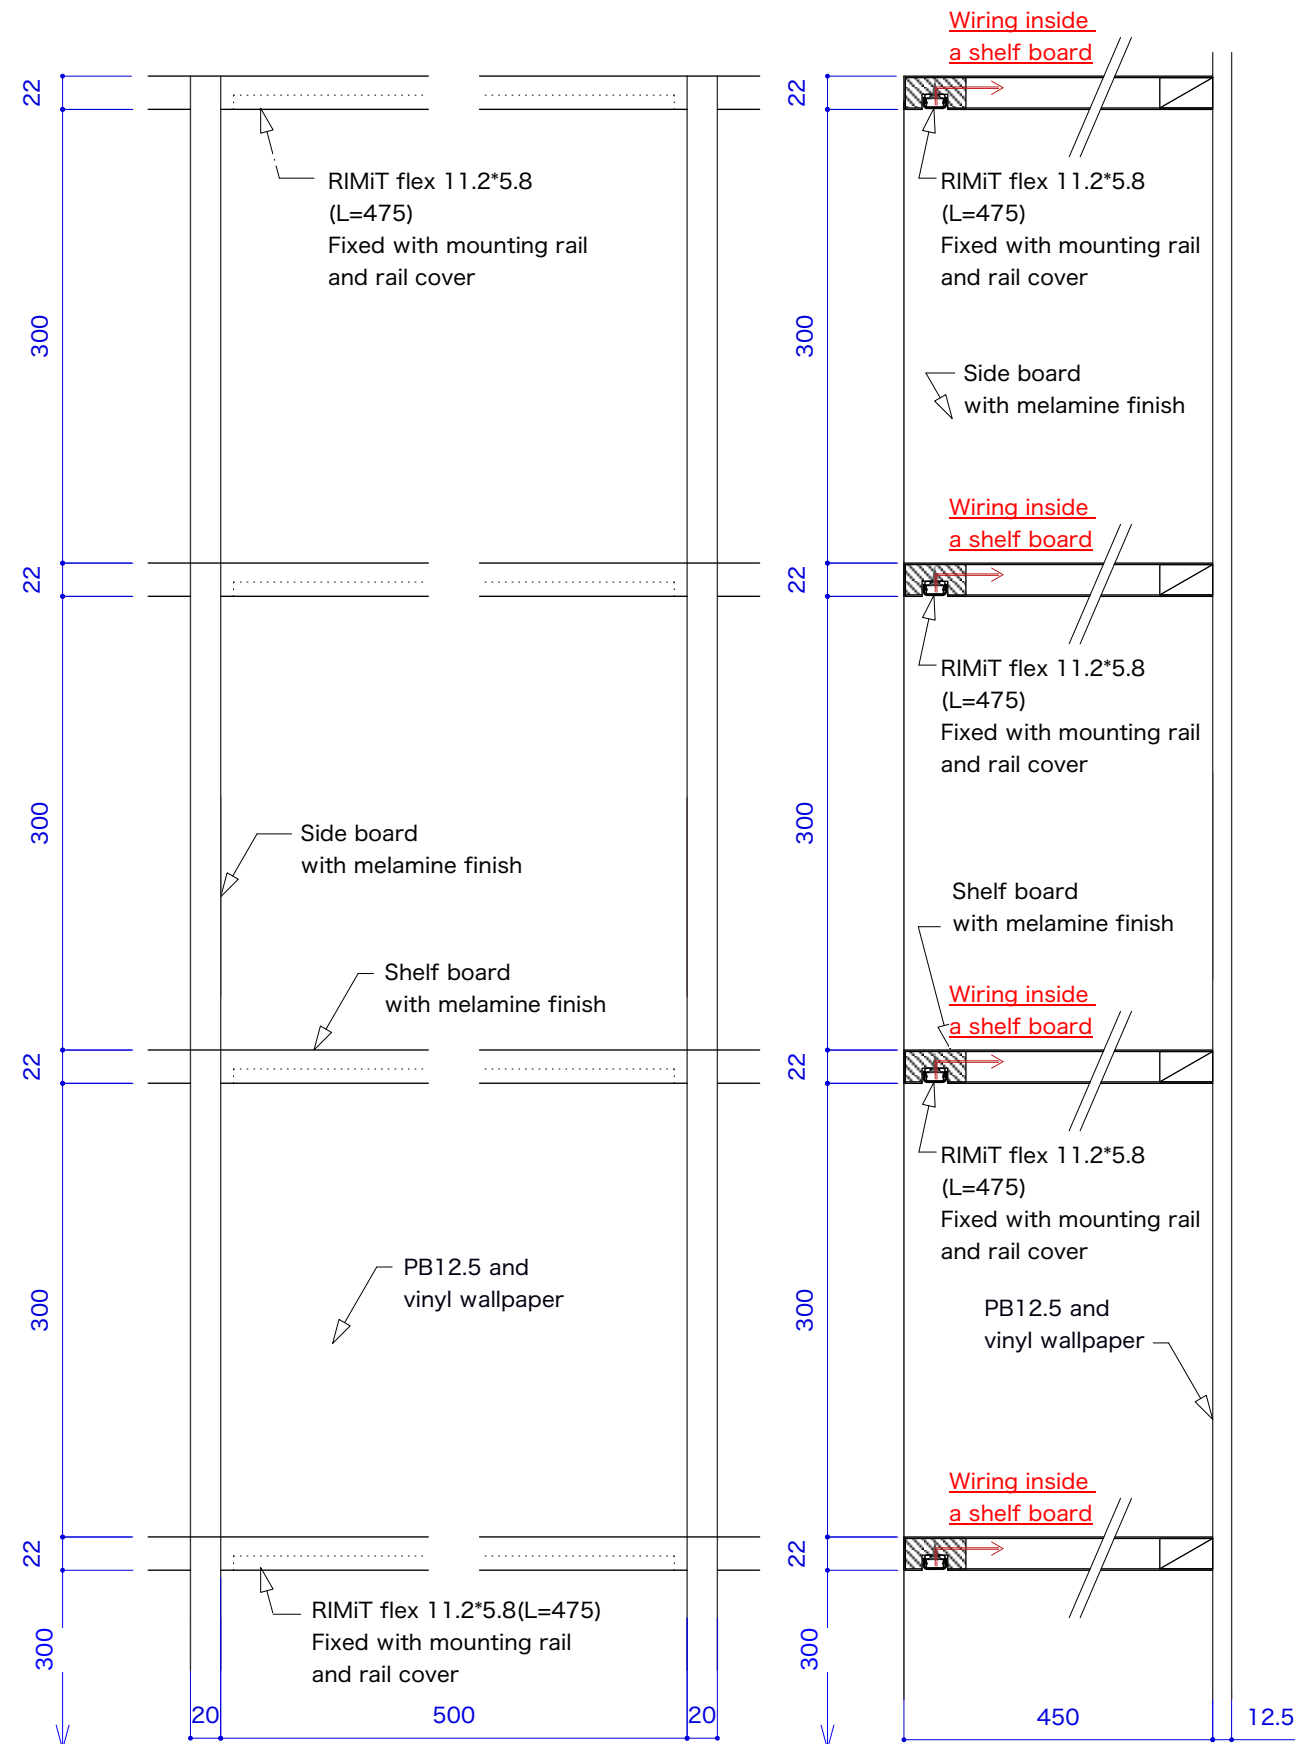 Wiring inside
a shelf board
22
22
RIMiT flex 11.2*5.8
(L=475)
Fixed with mounting rail
and rail cover
RIMiT flex 11.2*5.8
(L=475)
Fixed with mounting rail
and rail cover
300
300
Side board
with melamine finish
Wiring inside
a shelf board
22
22
RIMiT flex 11.2*5.8
(L=475)
Fixed with mounting rail
and rail cover
300
300
Side board
with melamine finish
Shelf board
with melamine finish
Shelf board
with melamine finish
Wiring inside
a shelf board
22
22
RIMiT flex 11.2*5.8
(L=475)
Fixed with mounting rail
and rail cover
PB12.5 and
vinyl wallpaper
300
300
PB12.5 and
vinyl wallpaper
Wiring inside
a shelf board
22
22
RIMiT flex 11.2*5.8(L=475)
Fixed with mounting rail
and rail cover
300
300
20
500
20
450
12.5